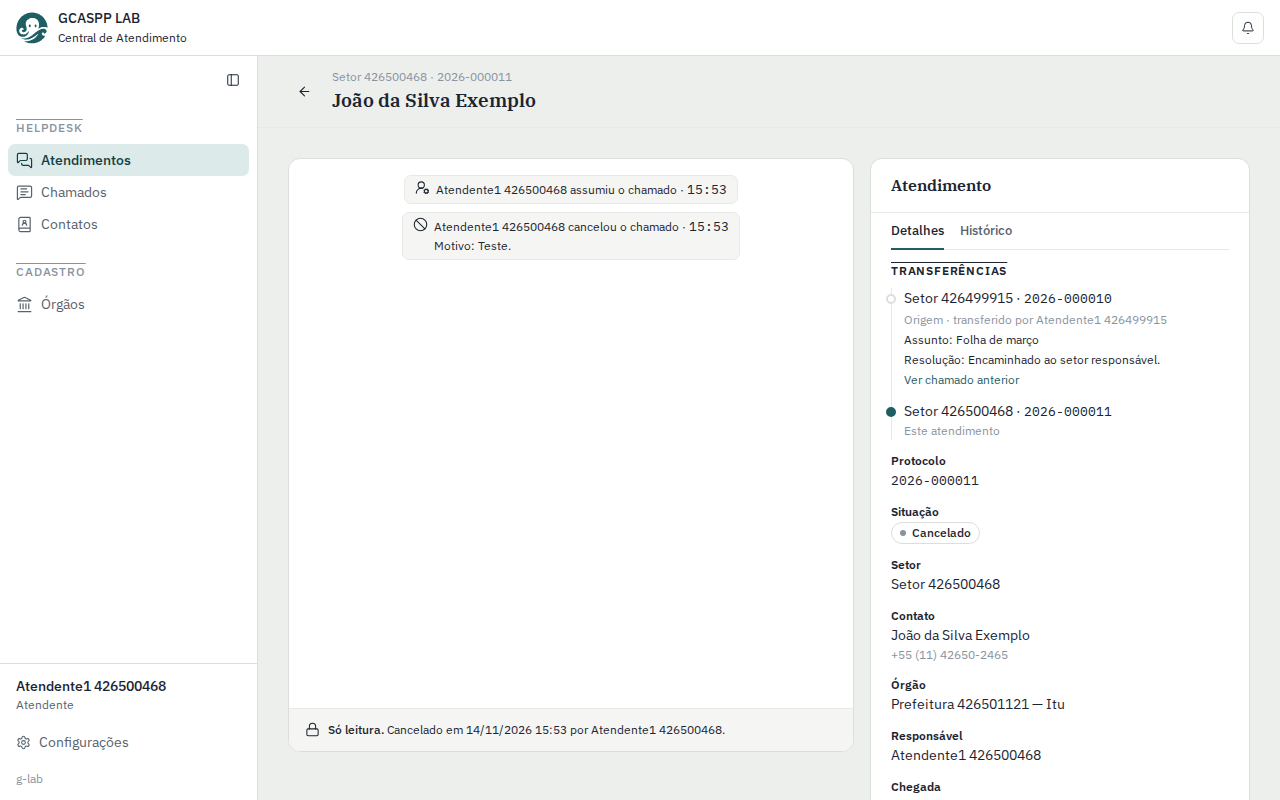 GCASPP LAB
Central de Atendimento
HELPDESK
Atendimentos
Chamados
Contatos
CADASTRO
Órgãos
Atendente1 426500468
Atendente
Configurações
g-lab
Setor 426500468 · 2026-000011
João da Silva Exemplo
Atendente1 426500468 assumiu o chamado · 15:53
Atendente1 426500468 cancelou o chamado · 15:53
Motivo: Teste.
Só leitura. Cancelado em 14/11/2026 15:53 por Atendente1 426500468.
Atendimento
Detalhes Histórico
TRANSFERÊNCIAS
Setor 426499915 · 2026-000010
Origem · transferido por Atendente1 426499915
Assunto: Folha de março
Resolução: Encaminhado ao setor responsável.
Ver chamado anterior
Setor 426500468 · 2026-000011
Este atendimento
Protocolo
2026-000011
Situação
Cancelado
Setor
Setor 426500468
Contato
João da Silva Exemplo
+55 (11) 42650-2465
Órgão
Prefeitura 426501121 — Itu
Responsável
Atendente1 426500468
Chegada